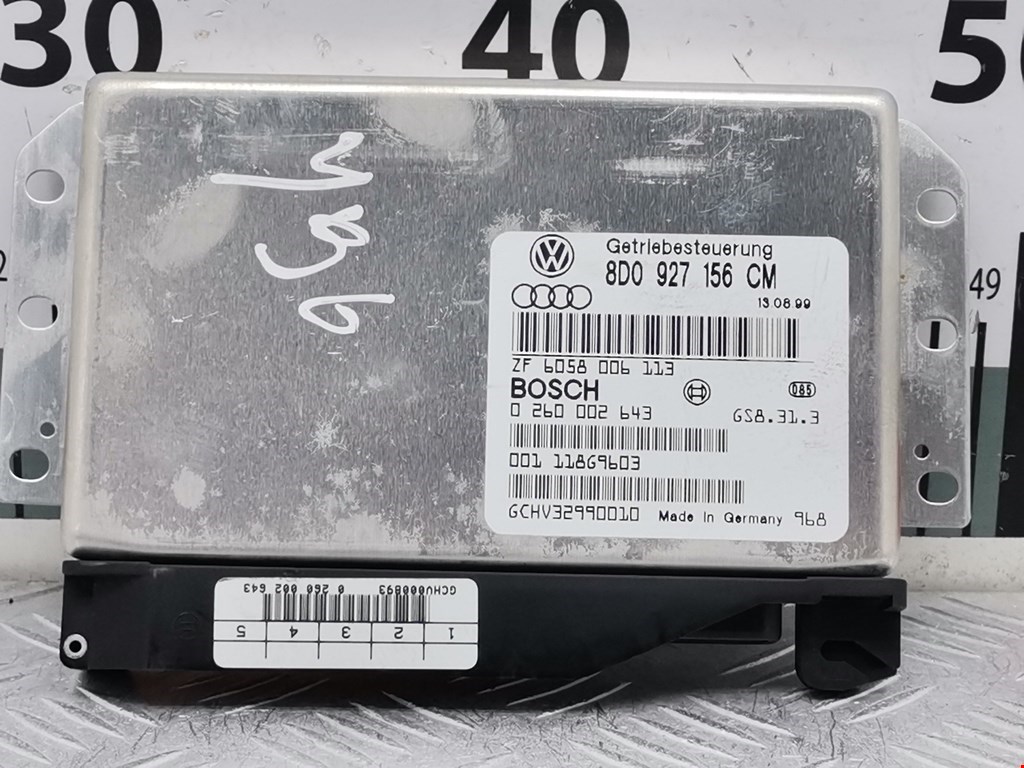 30 40 50
49
Getriebesteuerung
8D0 927 156 CM
13.08.99
ZF 6058 006 113
BOSCH
085
0 260 002 643
GS8.31.3
001 11869603
GCHV32990010 Made in Germany 968
GCHV000893 0 260 002 643
1 2 3 4 5